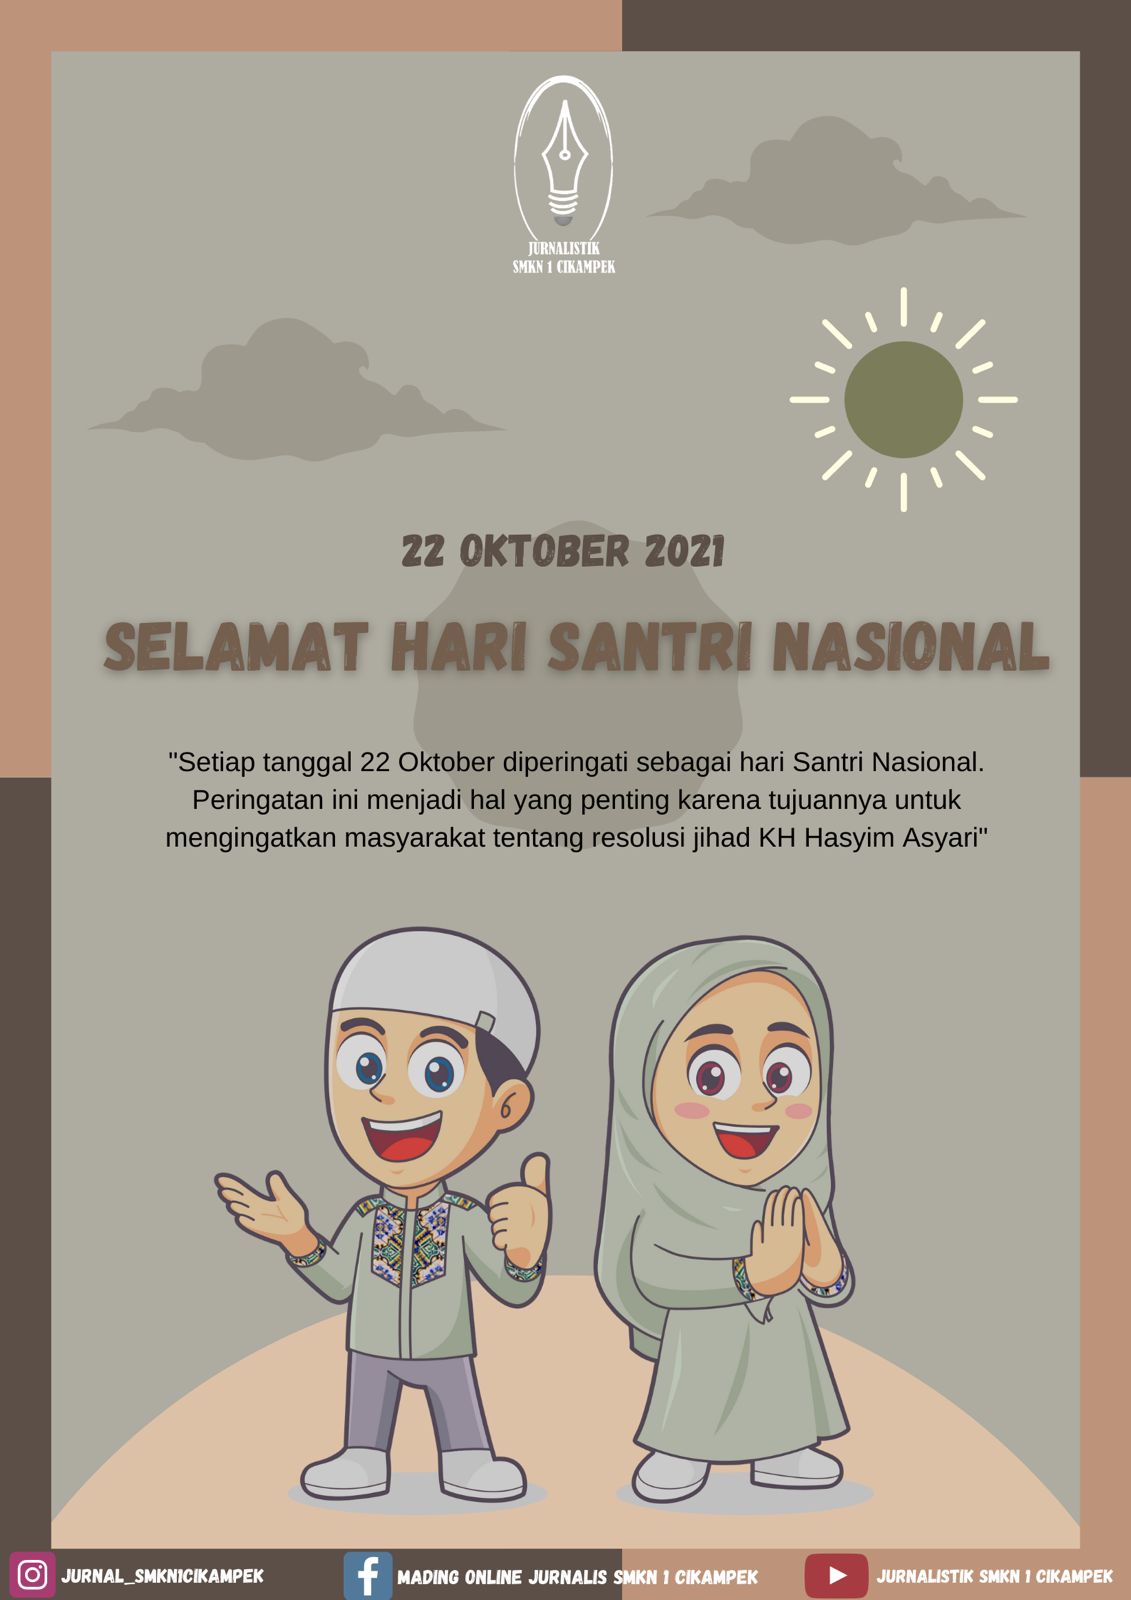 JURNALISTIK
SMKN 1 CIKAMPEK
22 OKTOBER 2021
SELAMAT HARI SANTRI NASIONAL
"Setiap tanggal 22 Oktober diperingati sebagai hari Santri Nasional.
Peringatan ini menjadi hal yang penting karena tujuannya untuk
mengingatkan masyarakat tentang resolusi jihad KH Hasyim Asyari"
JURNAL_SMKN1CIKAMPEK
MADING ONLINE JURNALIS SMKN 1 CIKAMPEK
JURNALISTIK SMKN 1 CIKAMPEK